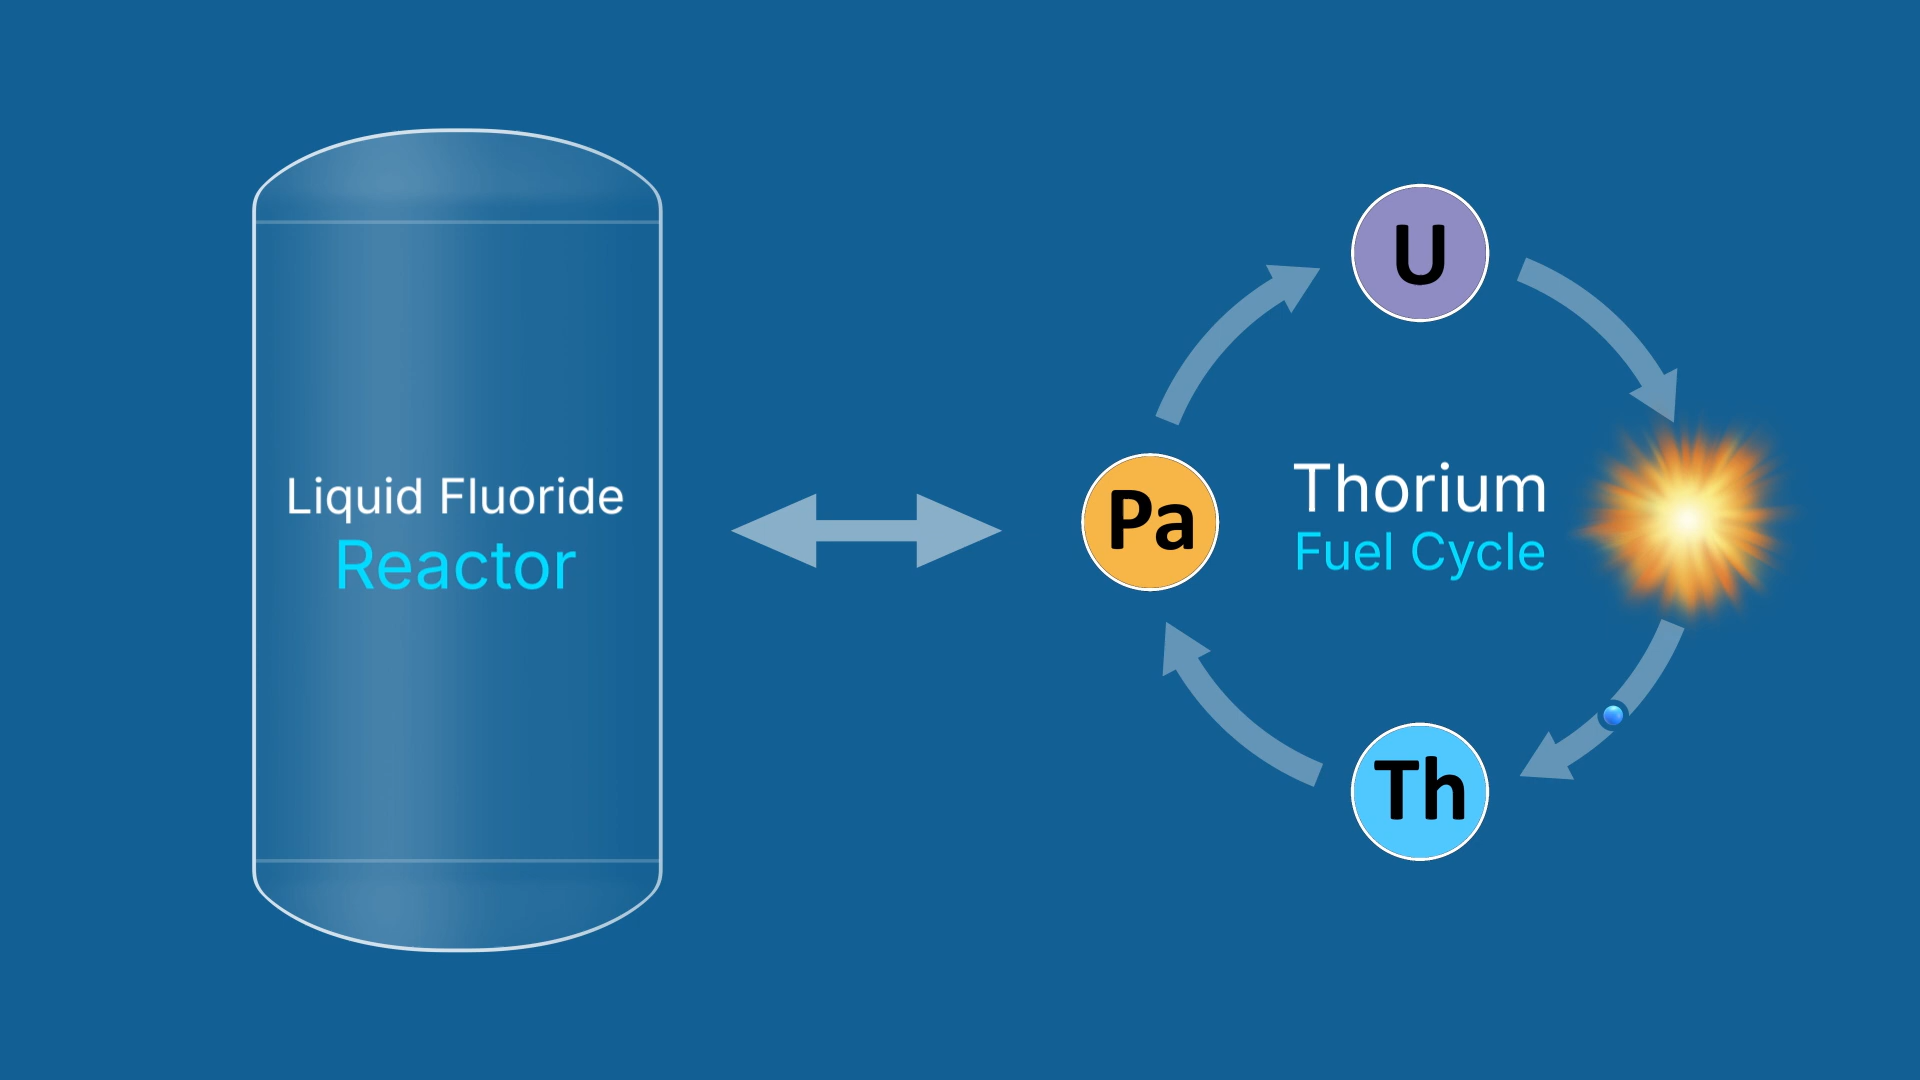 Liquid Fluoride
Reactor
U
Pa
Thorium
Fuel Cycle
Th